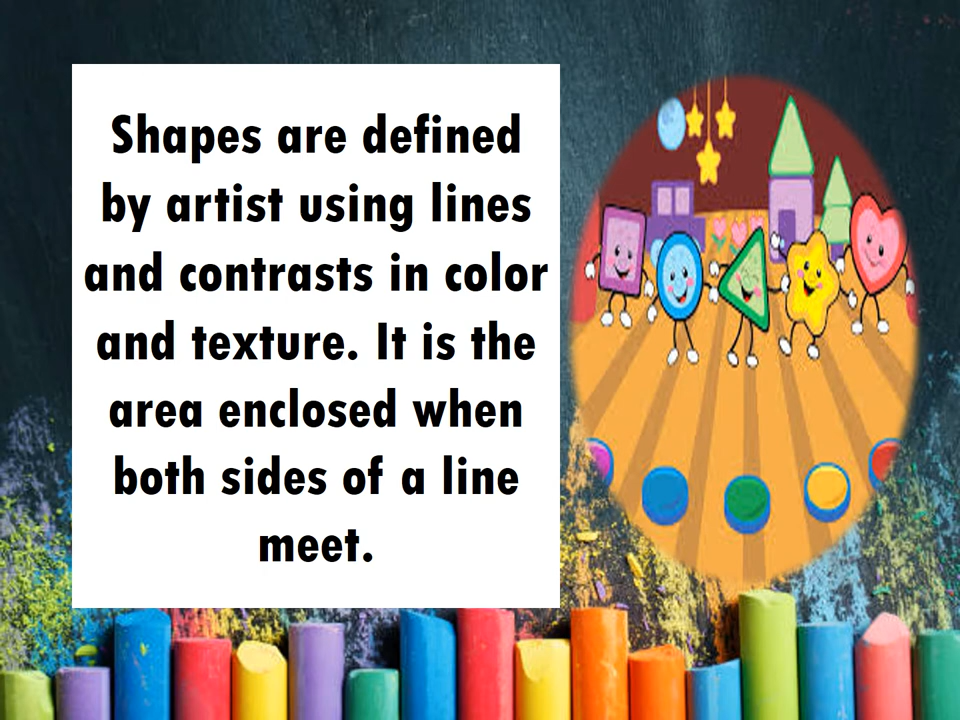 Shapes are defined
by artist using lines
and contrasts in color
and texture. It is the
area enclosed when
both sides of a line
meet.